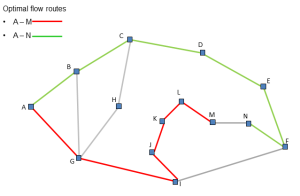 Optimal flow routes
• A – M
• A – N
C
D
B
E
L
H
A
K
M
N
J
F
G
I